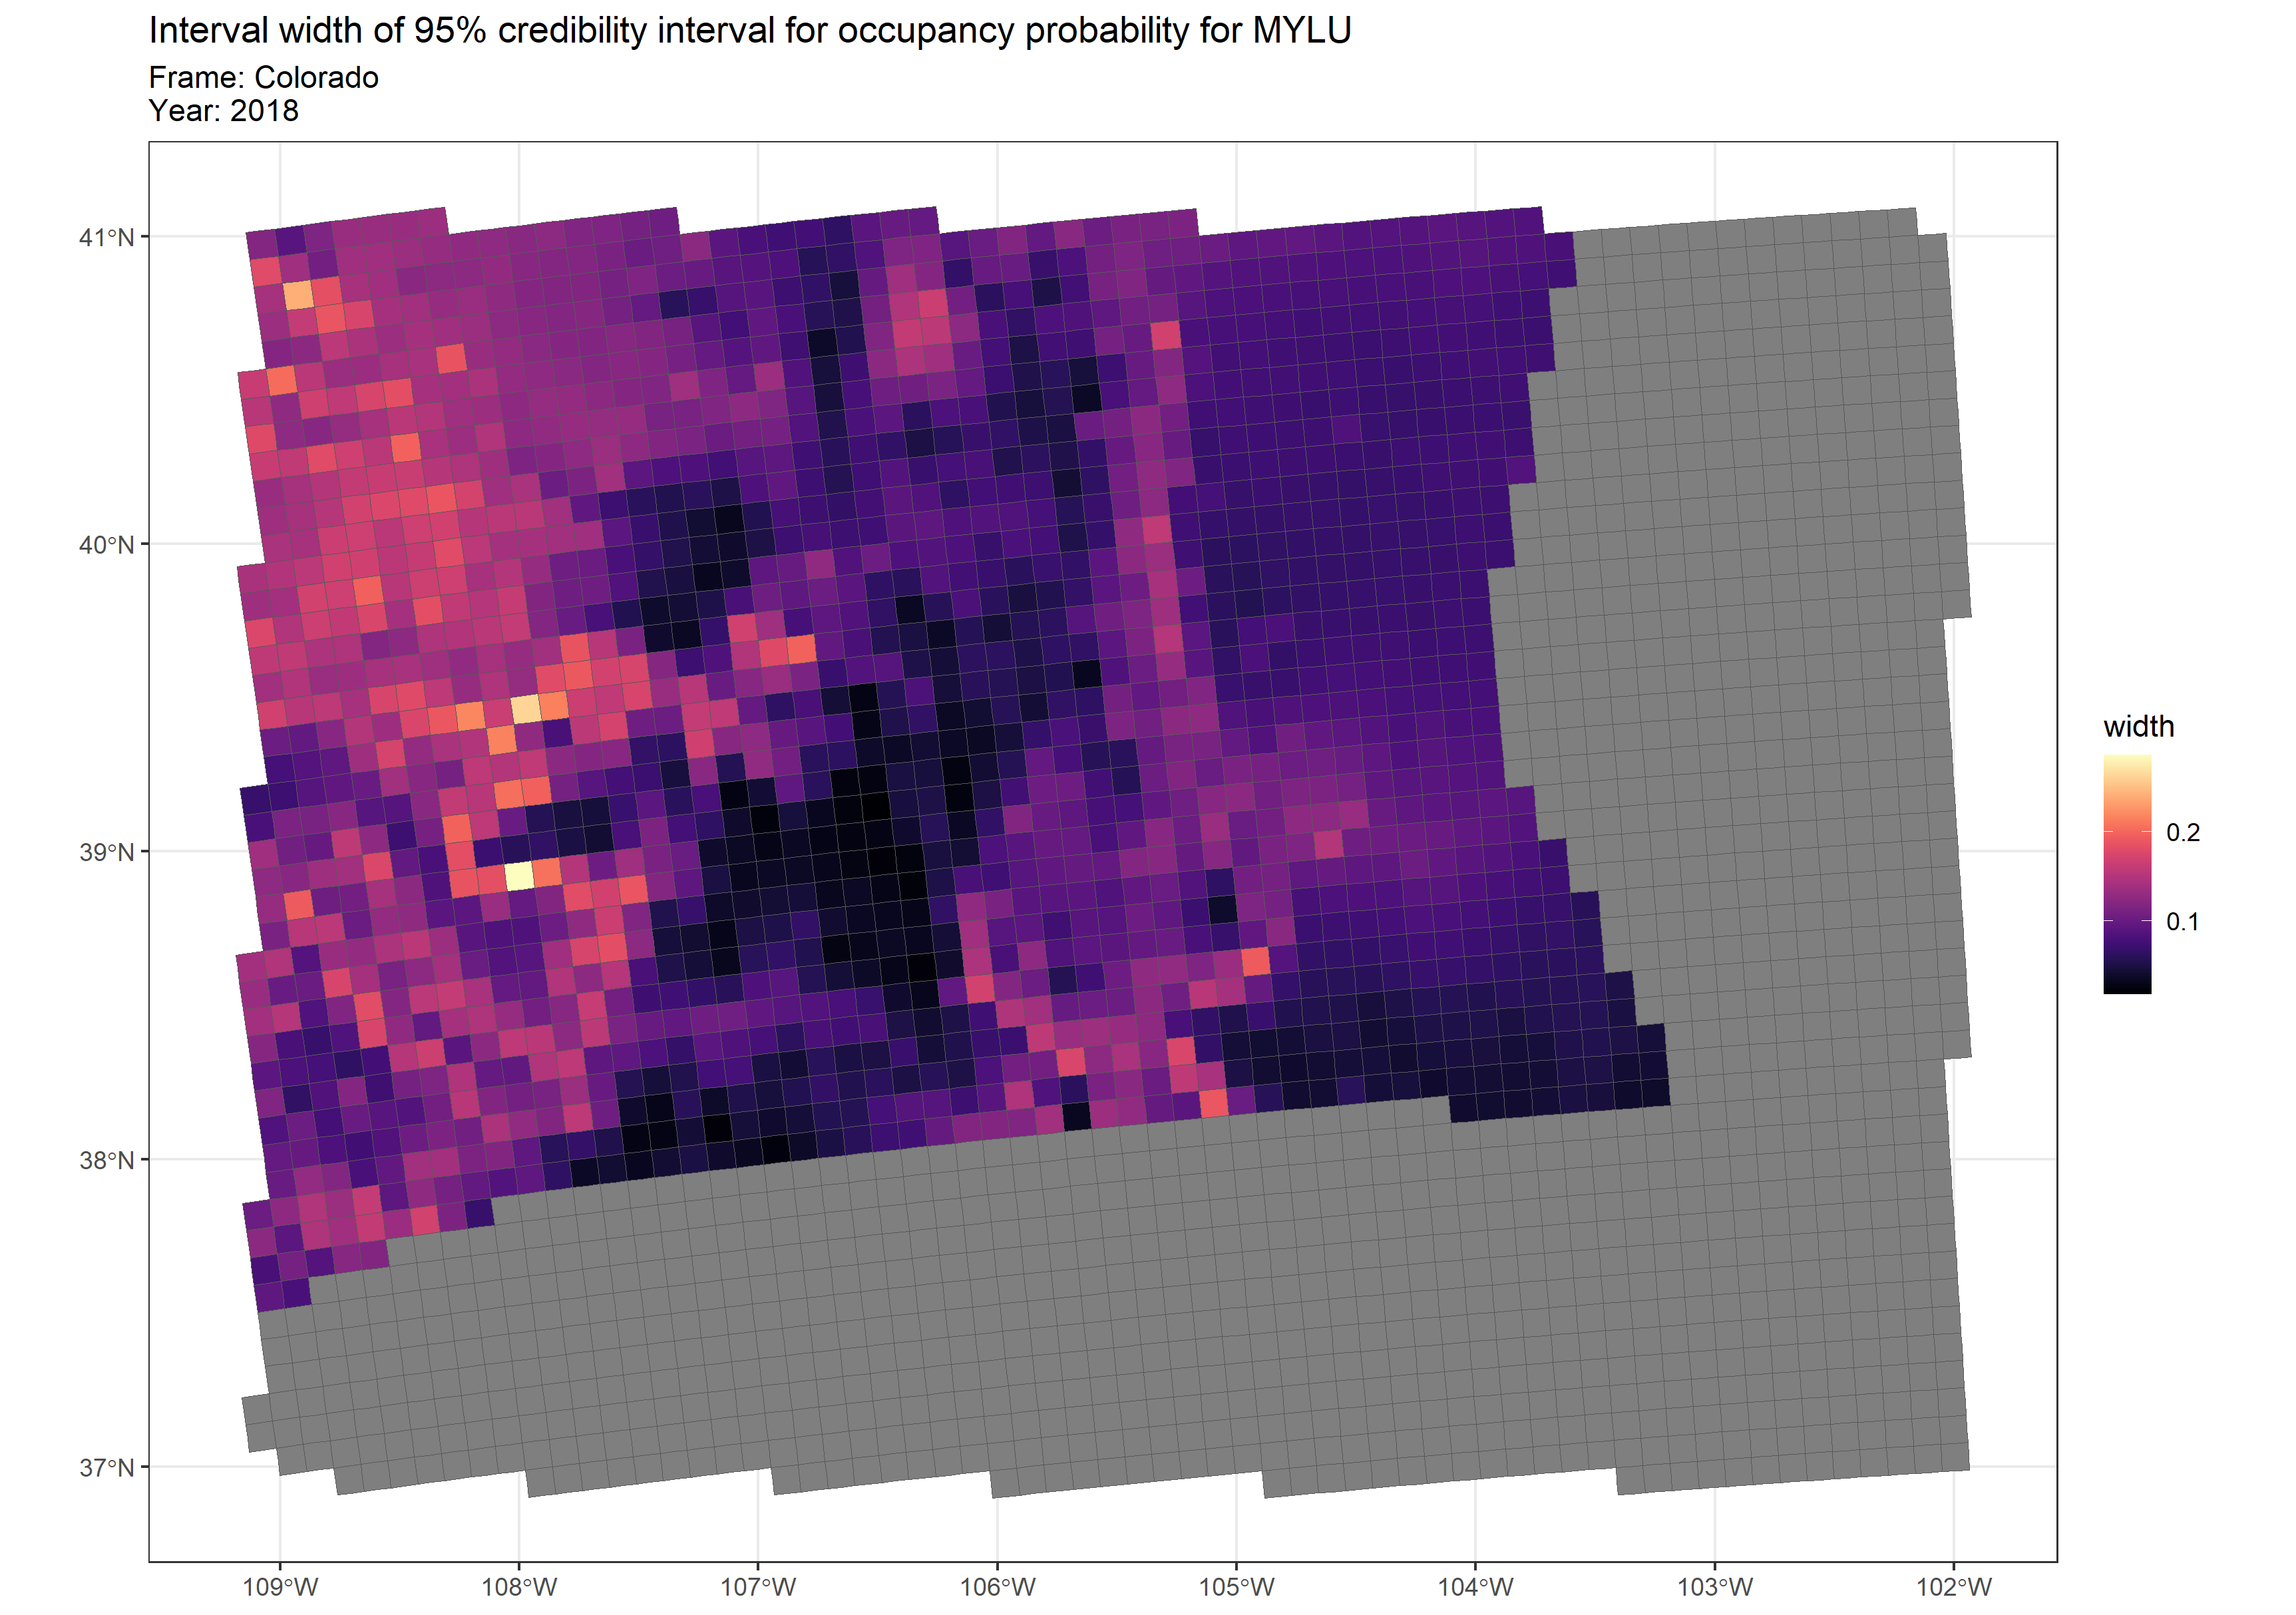 Interval width of 95% credibility interval for occupancy probability for MYLU
Frame: Colorado
Year: 2018
41°N
40°N
39°N
38°N
37°N
109°W
108°W
107°W
106°W
105°W
104°W
103°W
102°W
width
0.2
0.1